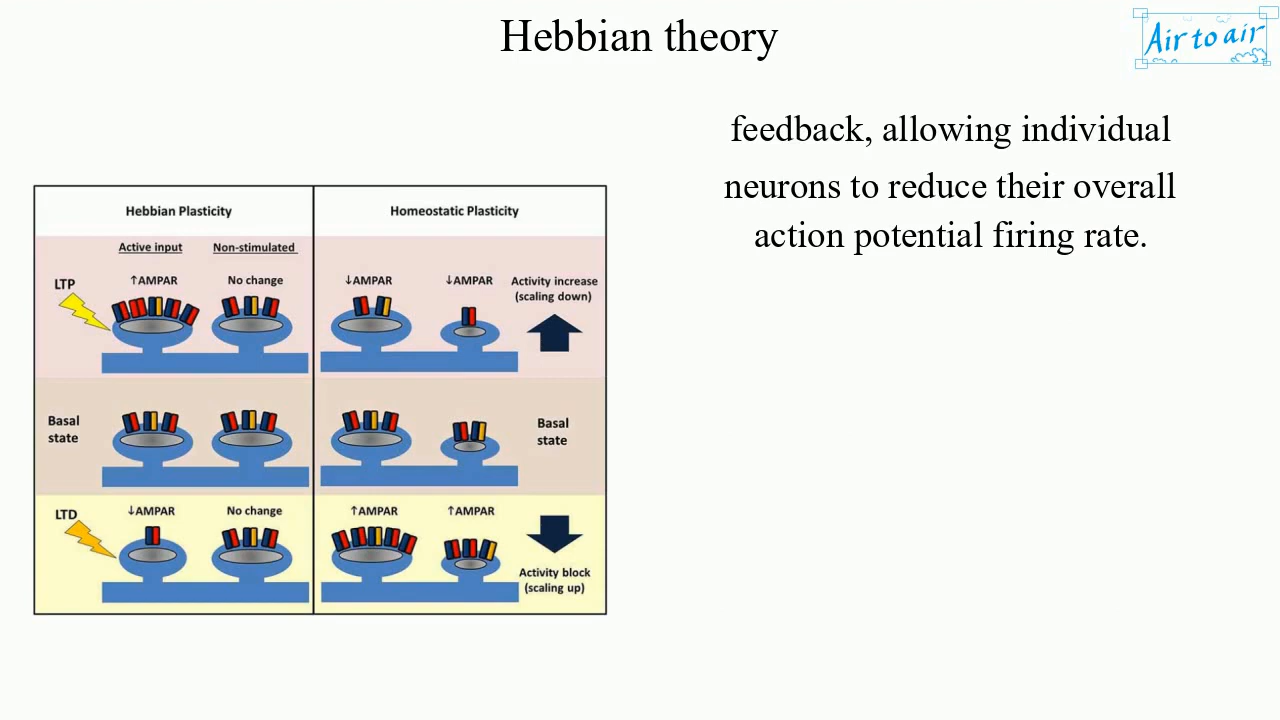 Hebbian theory
Air to air
feedback, allowing individual
neurons to reduce their overall
action potential firing rate.
Hebbian Plasticity
Homeostatic Plasticity
Active input
Non-stimulated
LTP
↑AMPAR
No change
↓AMPAR
↓AMPAR
Activity increase
(scaling down)
Basal
state
Basal
state
LTD
↓AMPAR
No change
↑AMPAR
↑AMPAR
Activity block
(scaling up)